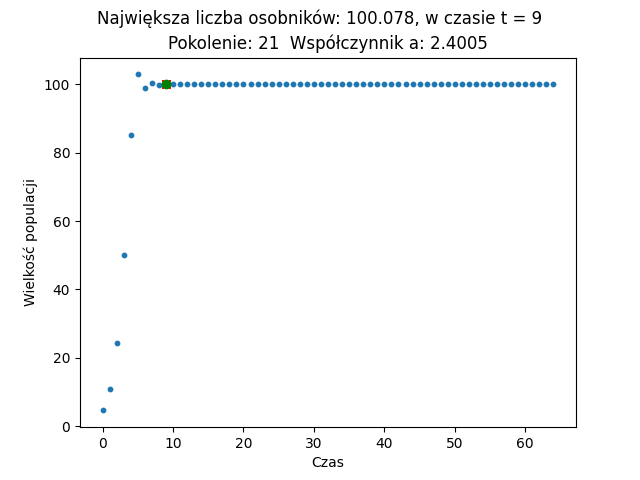 Największa liczba osobników: 100.078, w czasie t = 9
Pokolenie: 21  Współczynnik a: 2.4005
100
80
60
40
20
0
Wielkość populacji
0 10 20 30 40 50 60
Czas